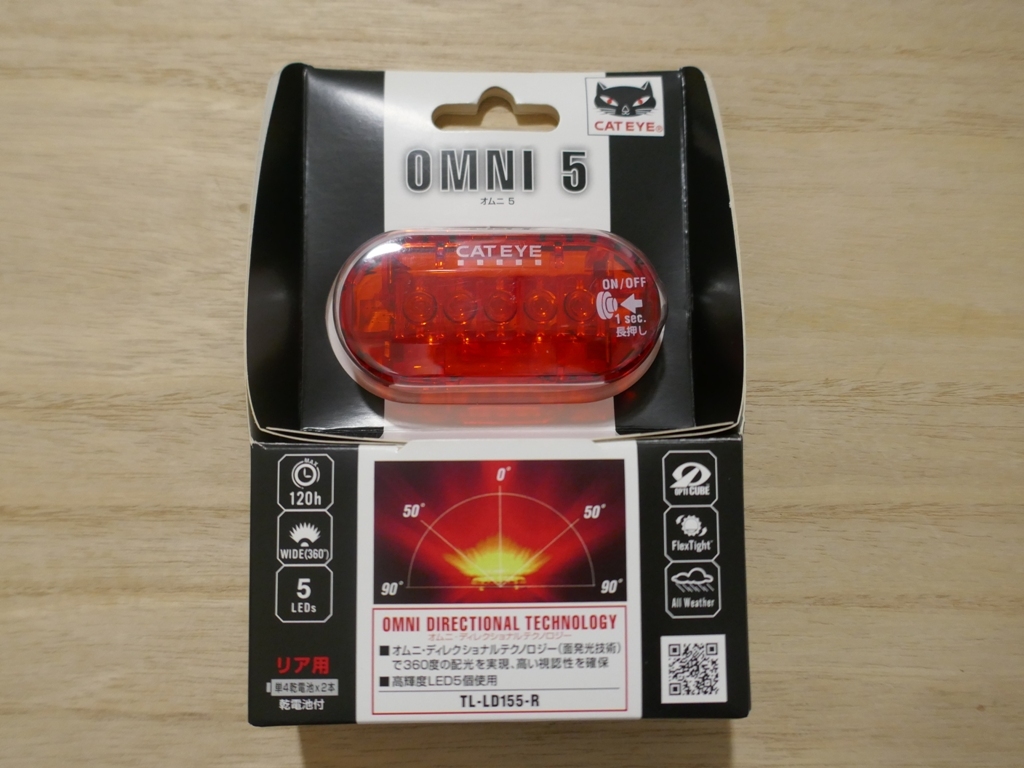 CATEYE®
OMNI 5
オムニ 5
CATEYE
ON/OFF
1 sec.
長押し
MAX
120h
WIDE(360°)
5
LEDs
リア用
単4乾電池x2本
乾電池付
0°
50°
50°
90°
90°
OMNI DIRECTIONAL TECHNOLOGY
オムニ・ディレクショナルテクノロジー
■オムニ・ディレクショナルテクノロジー(面発光技術)
で360度の配光を実現、高い視認性を確保
■高輝度LED5個使用
TL-LD155-R
OPTICUBE
FlexTight™
All Weather